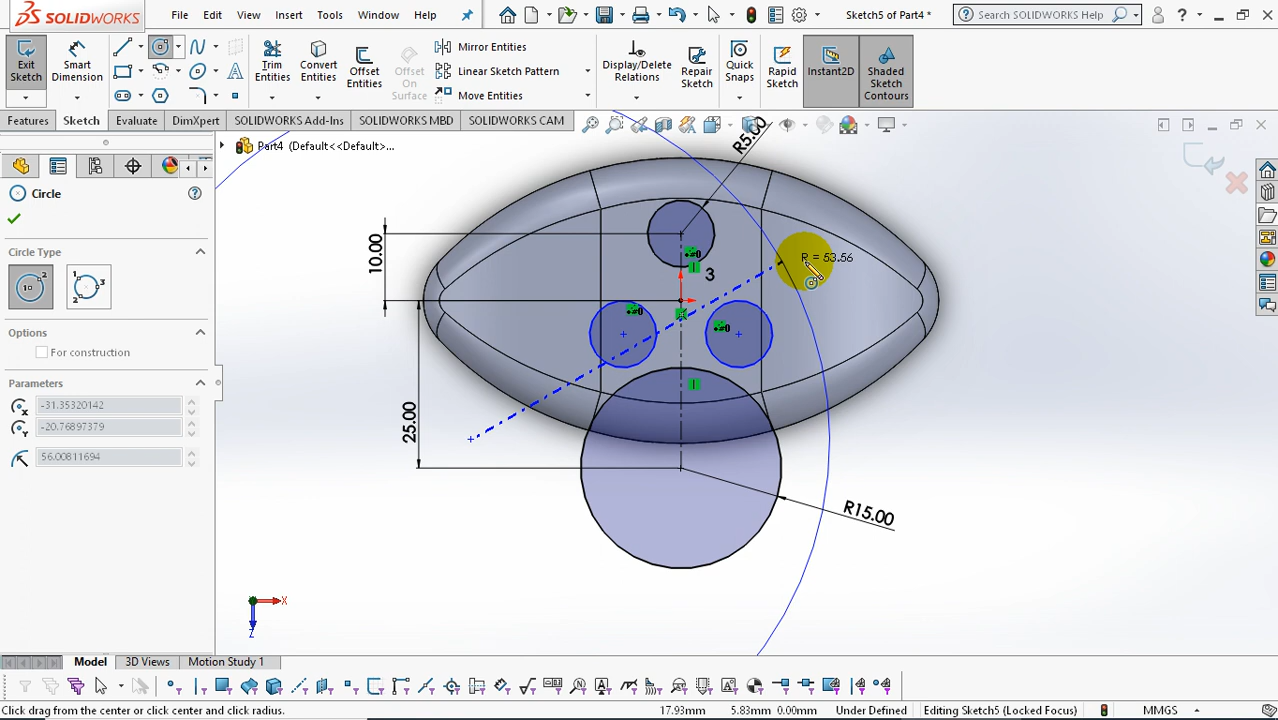 SOLIDWORKS
File Edit View Insert Tools Window Help
Sketch5 of Part4 *
Search SOLIDWORKS Help
Exit Sketch
Smart Dimension
Trim Entities
Convert Entities
Offset Entities
Offset On Surface
Mirror Entities
Linear Sketch Pattern
Move Entities
Display/Delete Relations
Repair Sketch
Quick Snaps
Rapid Sketch
Instant2D
Shaded Sketch Contours
Features Sketch Evaluate DimXpert SOLIDWORKS Add-Ins SOLIDWORKS MBD SOLIDWORKS CAM
Part4 (Default<<Default>...
Circle
Circle Type
Options
For construction
Parameters
-31.35320142
-20.76897379
56.00811694
R5.00
10.00
3
R = 53.56
25.00
R15.00
X
Z
Model 3D Views Motion Study 1
Click drag from the center or click center and click radius.
17.93mm 5.83mm 0.00mm Under Defined Editing Sketch5 (Locked Focus) MMGS